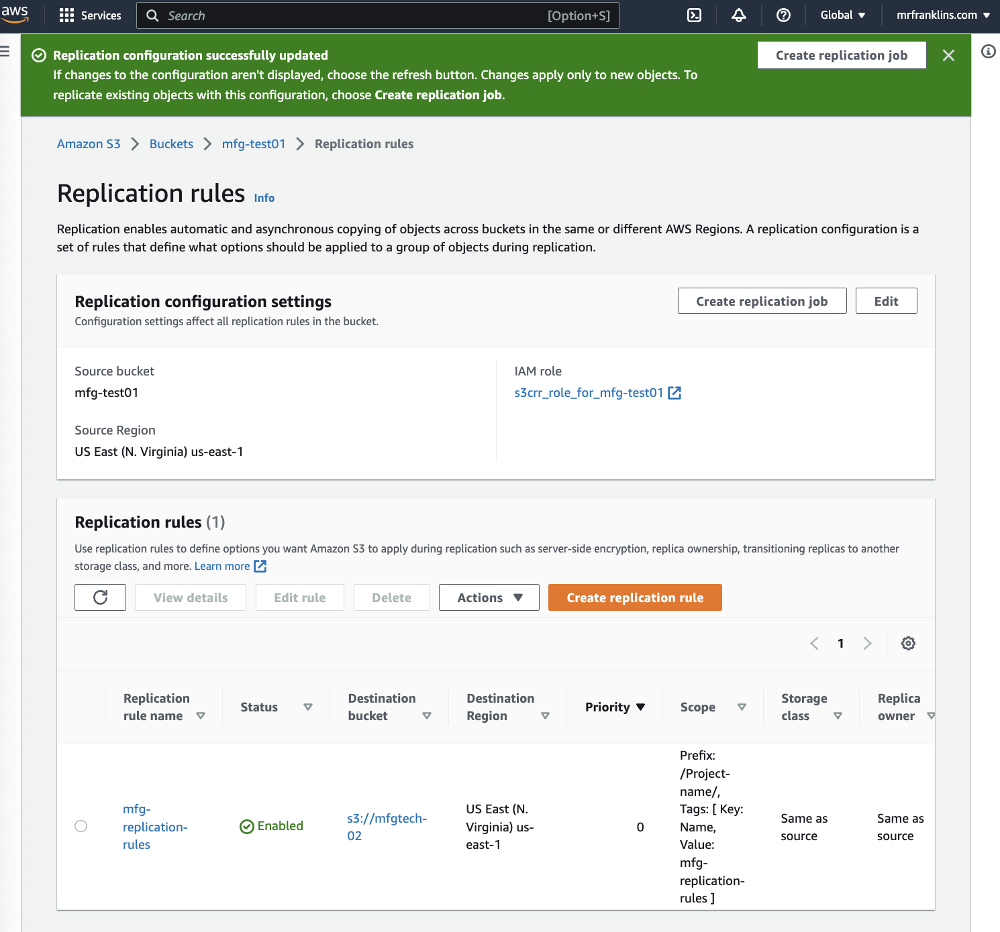 aws
Services
Search
[Option+S]
Global
mrfranklins.com
Replication configuration successfully updated
If changes to the configuration aren't displayed, choose the refresh button. Changes apply only to new objects. To
replicate existing objects with this configuration, choose Create replication job.
Create replication job
Amazon S3
Buckets
mfg-test01
Replication rules
Replication rules Info
Replication enables automatic and asynchronous copying of objects across buckets in the same or different AWS Regions. A replication configuration is a
set of rules that define what options should be applied to a group of objects during replication.
Replication configuration settings
Configuration settings affect all replication rules in the bucket.
Create replication job
Edit
Source bucket
mfg-test01
Source Region
US East (N. Virginia) us-east-1
IAM role
s3crr_role_for_mfg-test01
Replication rules (1)
Use replication rules to define options you want Amazon S3 to apply during replication such as server-side encryption, replica ownership, transitioning replicas to another
storage class, and more. Learn more
View details
Edit rule
Delete
Actions
Create replication rule
1
Replication
rule name
Status
Destination
bucket
Destination
Region
Priority
Scope
Storage
class
Replica
owner
mfg-
replication-
rules
Enabled
s3://mfgtech-
02
US East (N.
Virginia) us-
east-1
0
Prefix:
/Project-
name/,
Tags: [ Key:
Name,
Value:
mfg-
replication-
rules ]
Same as
source
Same as
source